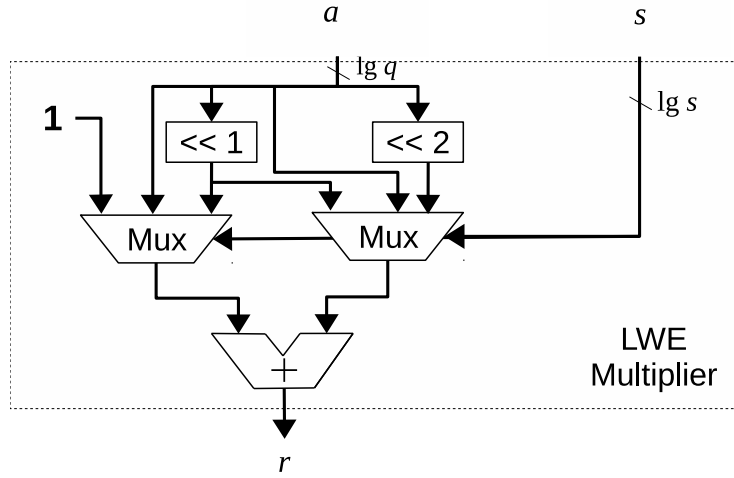 a
s
lg q
lg s
1
<< 1
<< 2
Mux
Mux
+
LWE
Multiplier
r